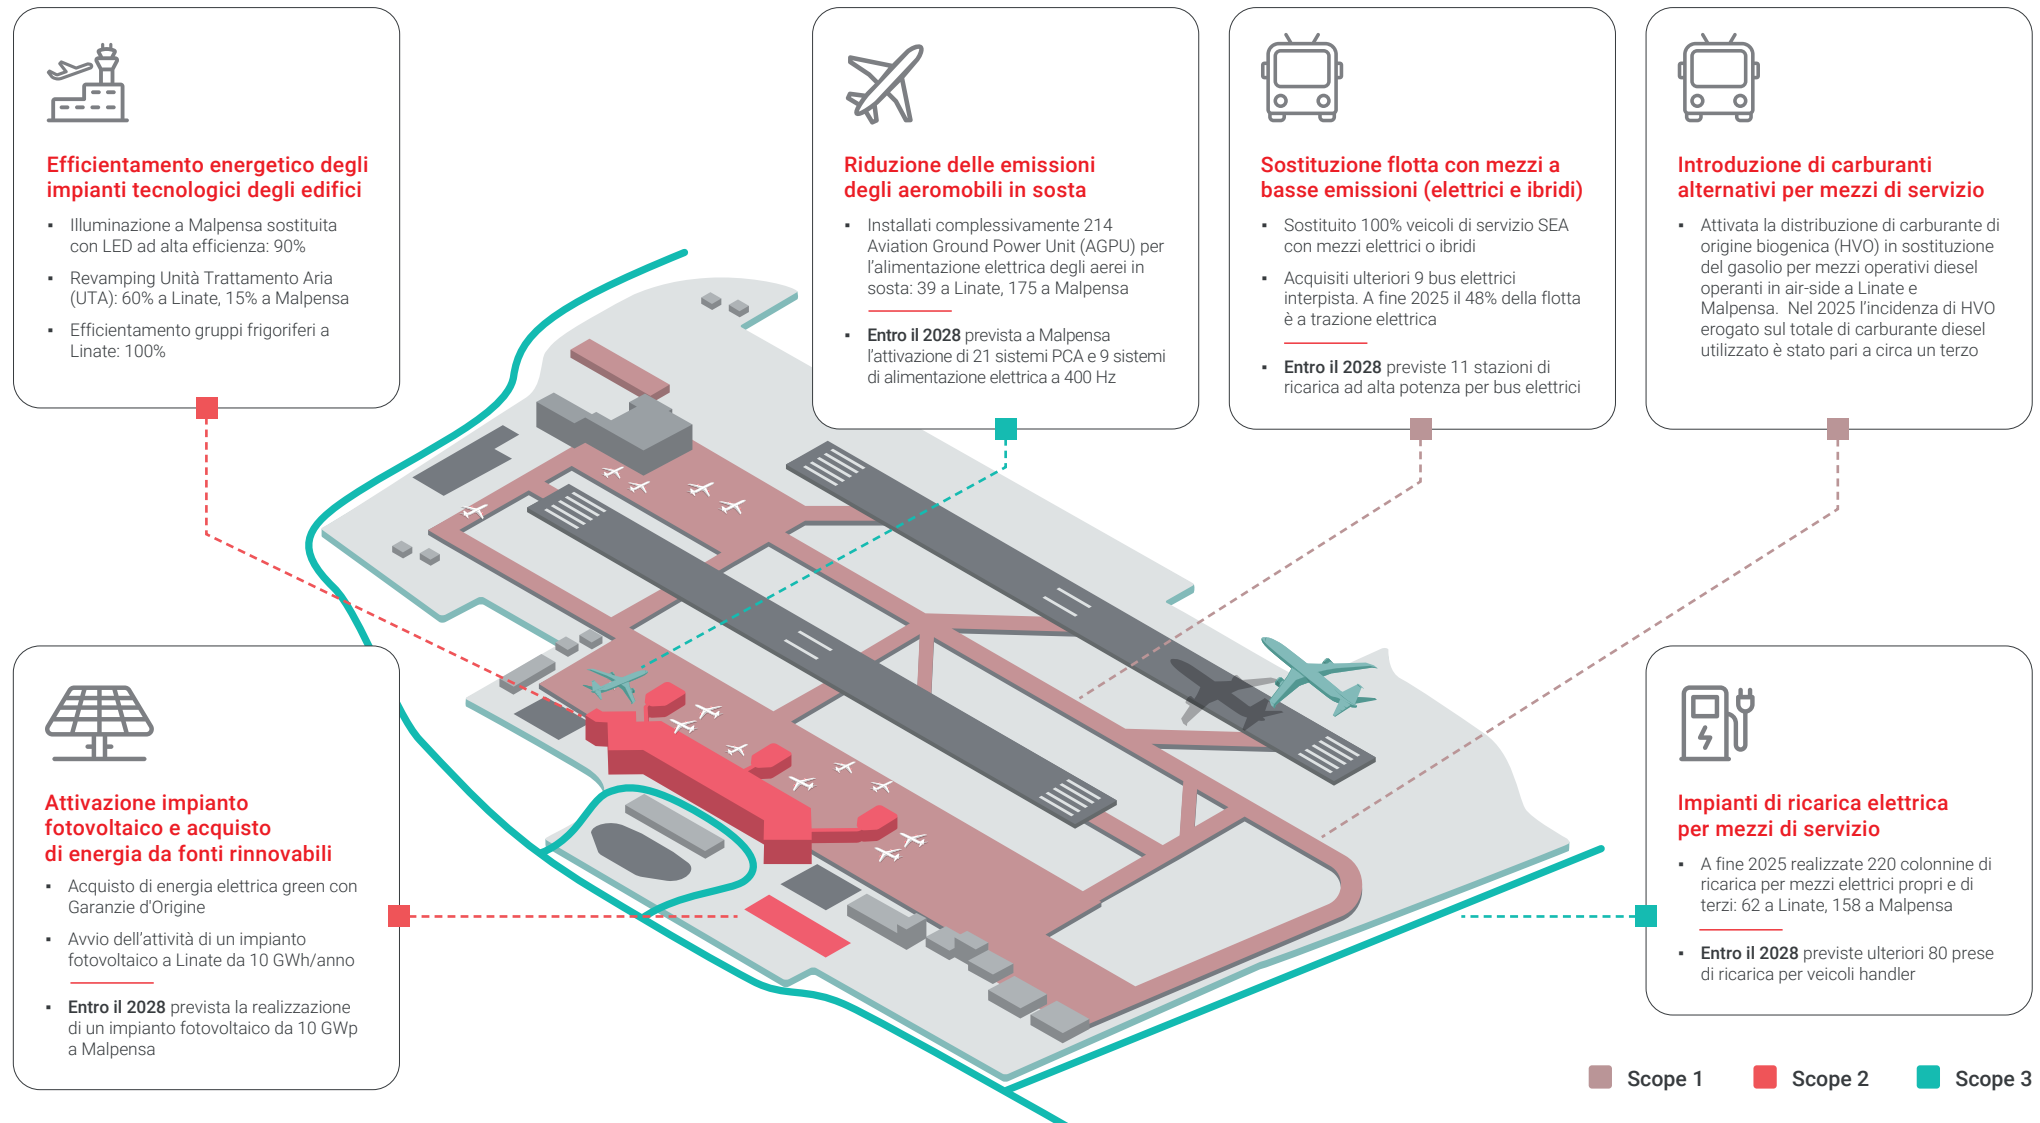 Efficientamento energetico degli
impianti tecnologici degli edifici
▪ Illuminazione a Malpensa sostituita
con LED ad alta efficienza: 90%
▪ Revamping Unità Trattamento Aria
(UTA): 60% a Linate, 15% a Malpensa
▪ Efficientamento gruppi frigoriferi a
Linate: 100%
Riduzione delle emissioni
degli aeromobili in sosta
▪ Installati complessivamente 214
Aviation Ground Power Unit (AGPU) per
l'alimentazione elettrica degli aerei in
sosta: 39 a Linate, 175 a Malpensa
▪ Entro il 2028 prevista a Malpensa
l'attivazione di 21 sistemi PCA e 9 sistemi
di alimentazione elettrica a 400 Hz
Sostituzione flotta con mezzi a
basse emissioni (elettrici e ibridi)
▪ Sostituito 100% veicoli di servizio SEA
con mezzi elettrici o ibridi
▪ Acquisiti ulteriori 9 bus elettrici
interpista. A fine 2025 il 48% della flotta
è a trazione elettrica
▪ Entro il 2028 previste 11 stazioni di
ricarica ad alta potenza per bus elettrici
Introduzione di carburanti
alternativi per mezzi di servizio
▪ Attivata la distribuzione di carburante di
origine biogenica (HVO) in sostituzione
del gasolio per mezzi operativi diesel
operanti in air-side a Linate e
Malpensa. Nel 2025 l'incidenza di HVO
erogato sul totale di carburante diesel
utilizzato è stato pari a circa un terzo
Attivazione impianto
fotovoltaico e acquisto
di energia da fonti rinnovabili
▪ Acquisto di energia elettrica green con
Garanzie d'Origine
▪ Avvio dell'attività di un impianto
fotovoltaico a Linate da 10 GWh/anno
▪ Entro il 2028 prevista la realizzazione
di un impianto fotovoltaico da 10 GWp
a Malpensa
Impianti di ricarica elettrica
per mezzi di servizio
▪ A fine 2025 realizzate 220 colonnine di
ricarica per mezzi elettrici propri e di
terzi: 62 a Linate, 158 a Malpensa
▪ Entro il 2028 previste ulteriori 80 prese
di ricarica per veicoli handler
Scope 1
Scope 2
Scope 3